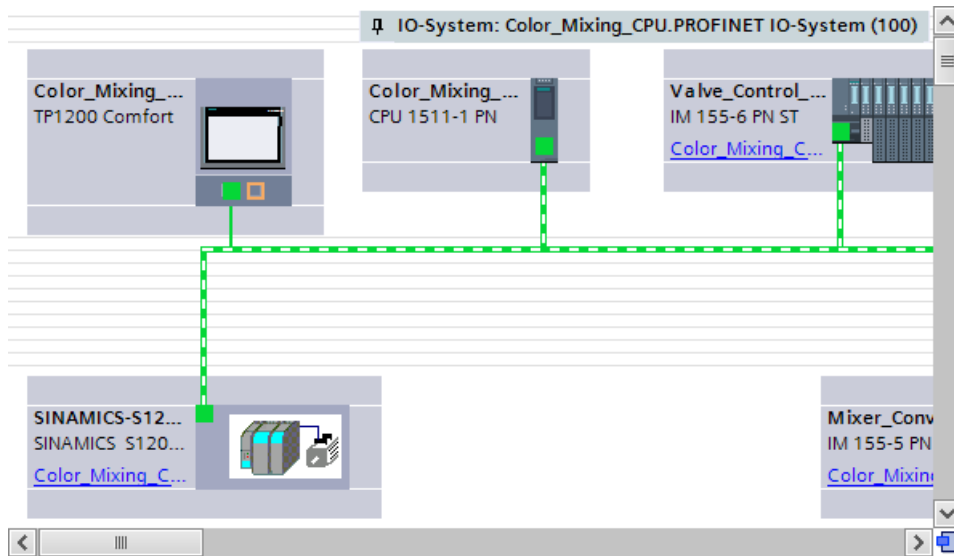 IO-System: Color_Mixing_CPU.PROFINET IO-System (100)
Color_Mixing_...
TP1200 Comfort
Color_Mixing_...
CPU 1511-1 PN
Valve_Control_...
IM 155-6 PN ST
Color_Mixing_C...
SINAMICS-S12...
SINAMICS S120...
Color_Mixing_C...
Mixer_Conv
IM 155-5 PN
Color_Mixin